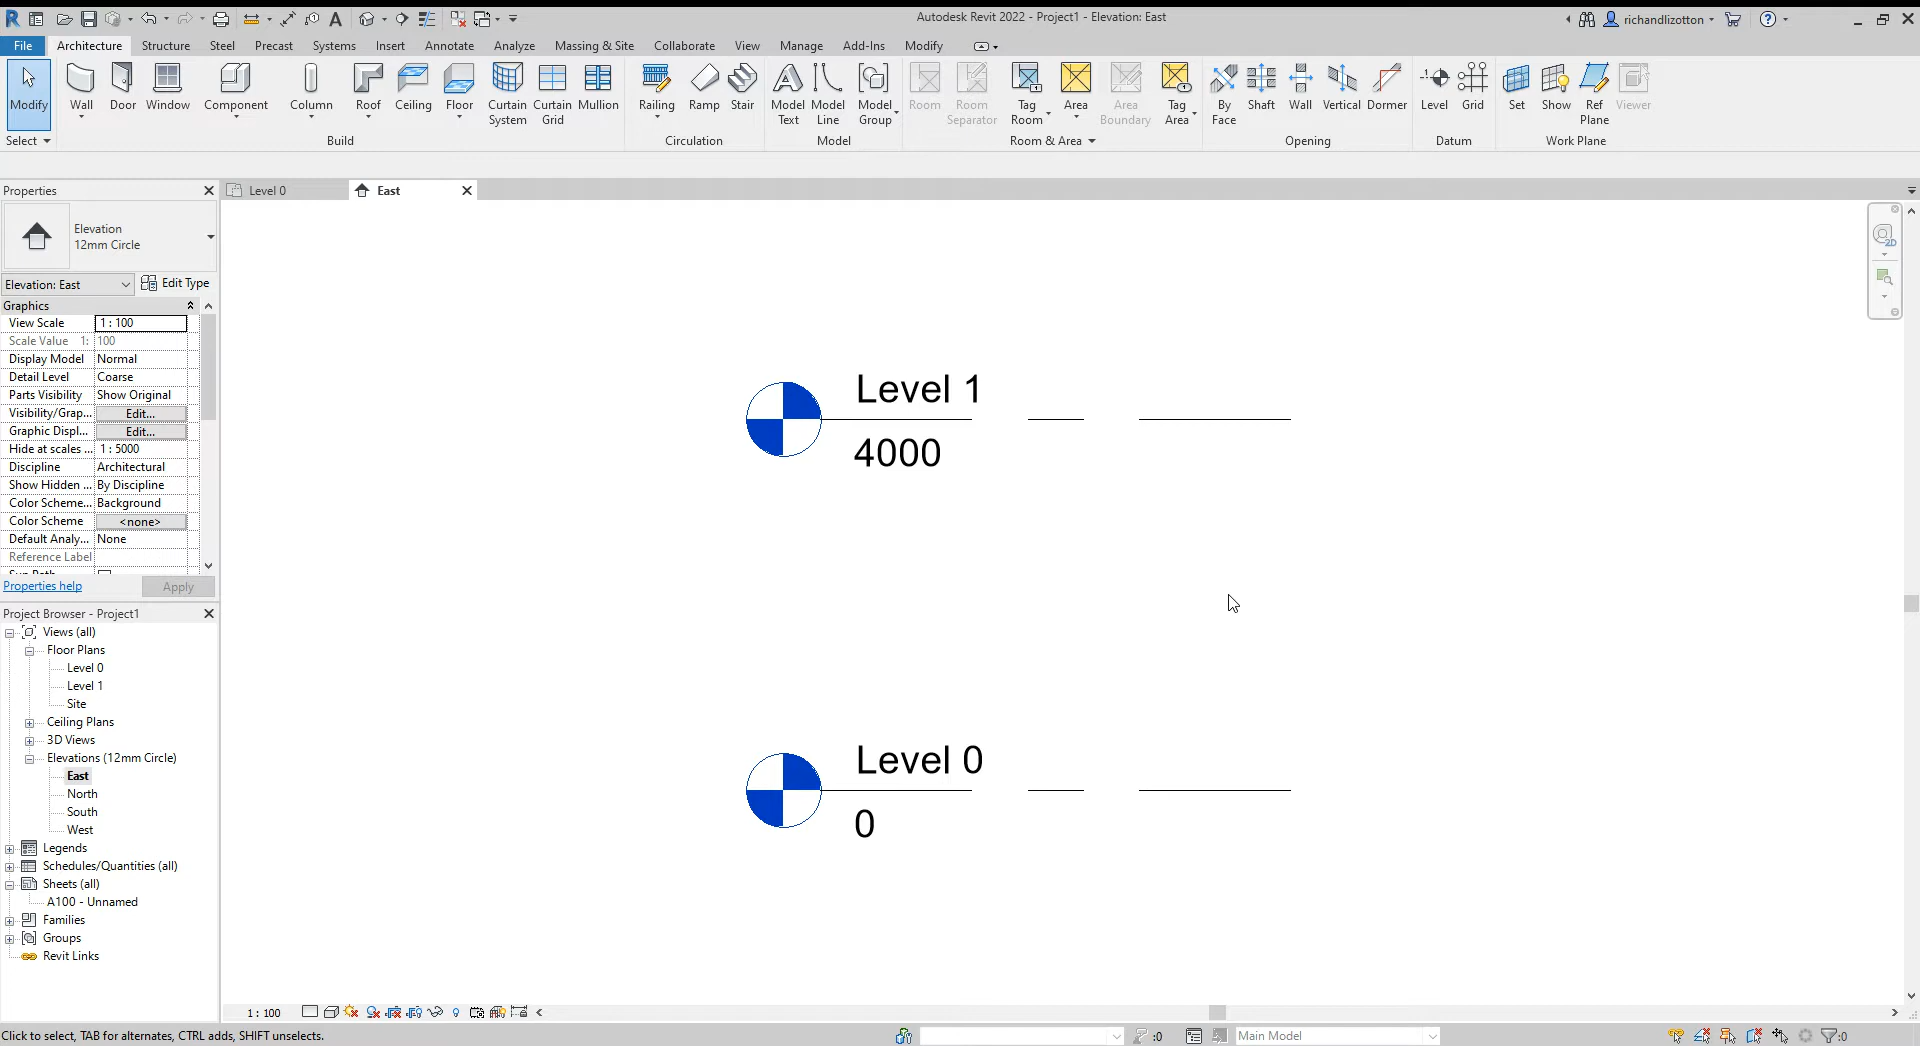 Autodesk Revit 2022 - Project1 - Elevation: East
richandlizotton
File Architecture Structure Steel Precast Systems Insert Annotate Analyze Massing & Site Collaborate View Manage Add-Ins Modify
Modify Wall Door Window Component Column Roof Ceiling Floor Curtain System Curtain Grid Mullion Railing Ramp Stair Model Text Model Line Model Group Room Room Separator Tag Room Area Area Boundary Tag Area By Face Shaft Wall Vertical Dormer Level Grid Set Show Ref Plane Viewer
Select Build Circulation Model Room & Area Opening Datum Work Plane
Properties
Level 0 East
Elevation
12mm Circle
Elevation: East Edit Type
Graphics
View Scale 1 : 100
Scale Value 1: 100
Display Model Normal
Detail Level Coarse
Parts Visibility Show Original
Visibility/Grap... Edit...
Graphic Displ... Edit...
Hide at scales ... 1 : 5000
Discipline Architectural
Show Hidden ... By Discipline
Color Scheme... Background
Color Scheme <none>
Default Analy... None
Reference Label
Properties help Apply
Project Browser - Project1
Views (all)
Floor Plans
Level 0
Level 1
Site
Ceiling Plans
3D Views
Elevations (12mm Circle)
East
North
South
West
Legends
Schedules/Quantities (all)
Sheets (all)
A100 - Unnamed
Families
Groups
Revit Links
Level 1
4000
Level 0
0
2D
1 : 100
Click to select, TAB for alternates, CTRL adds, SHIFT unselects.
:0
Main Model
:0